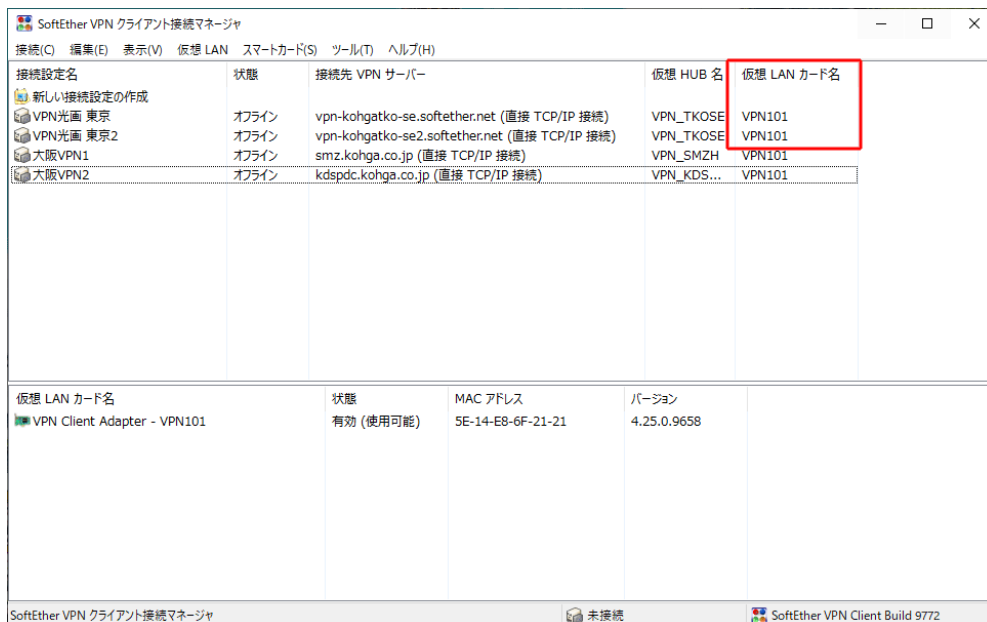 SoftEther VPN クライアント接続マネージャ
接続(C) 編集(E) 表示(V) 仮想 LAN スマートカード(S) ツール(T) ヘルプ(H)
接続設定名 状態 接続先 VPN サーバー 仮想 HUB 名 仮想 LAN カード名
新しい接続設定の作成
VPN光画 東京 オフライン vpn-kohgatko-se.softether.net (直接 TCP/IP 接続) VPN_TKOSE VPN101
VPN光画 東京2 オフライン vpn-kohgatko-se2.softether.net (直接 TCP/IP 接続) VPN_TKOSE VPN101
大阪VPN1 オフライン smz.kohga.co.jp (直接 TCP/IP 接続) VPN_SMZH VPN101
大阪VPN2 オフライン kdspdc.kohga.co.jp (直接 TCP/IP 接続) VPN_KDS... VPN101
仮想 LAN カード名 状態 MAC アドレス バージョン
VPN Client Adapter - VPN101 有効 (使用可能) 5E-14-E8-6F-21-21 4.25.0.9658
SoftEther VPN クライアント接続マネージャ 未接続 SoftEther VPN Client Build 9772